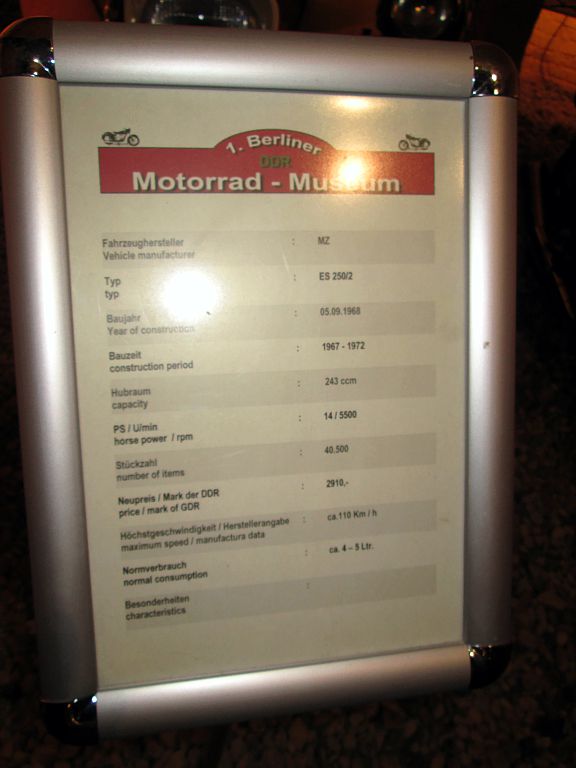 1. Berliner
DDR
Motorrad - Museum
Fahrzeughersteller : MZ
Vehicle manufacturer
Typ : ES 250/2
typ
Baujahr : 05.09.1968
Year of construction
Bauzeit : 1967 - 1972
construction period
Hubraum : 243 ccm
capacity
PS / U/min : 14 / 5500
horse power / rpm
Stückzahl : 40.500
number of items
Neupreis / Mark der DDR : 2910,-
price / mark of GDR
Höchstgeschwindigkeit / Herstellerangabe : ca.110 Km / h
maximum speed / manufactura data
Normverbrauch : ca. 4 – 5 Ltr.
normal consumption
Besonderheiten :
characteristics